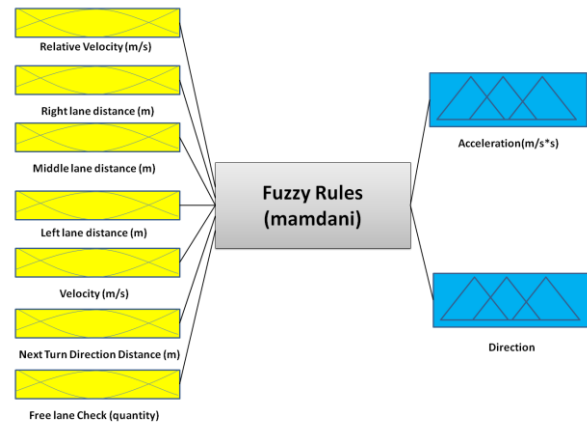 Relative Velocity (m/s)
Right lane distance (m)
Middle lane distance (m)
Left lane distance (m)
Velocity (m/s)
Next Turn Direction Distance (m)
Free lane Check (quantity)
Fuzzy Rules
(mamdani)
Acceleration(m/s*s)
Direction